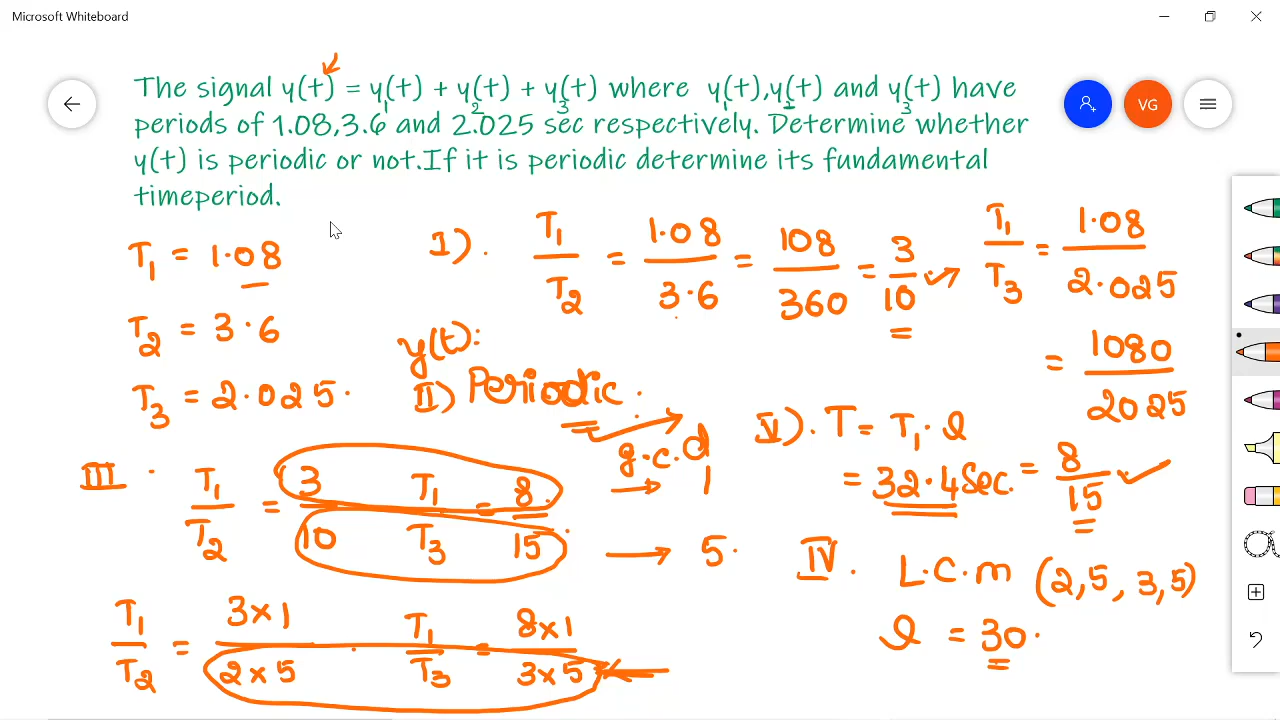 Microsoft Whiteboard
The signal y(t) = y₁(t) + y₂(t) + y₃(t) where y₁(t),y₂(t) and y₃(t) have
periods of 1.08,3.6 and 2.025 sec respectively. Determine whether
y(t) is periodic or not.If it is periodic determine its fundamental
timeperiod.
VG
T₁ = 1.08
T₂ = 3.6
T₃ = 2.025.
I). T₁/T₂ = 1.08/3.6 = 108/360 = 3/10 ✓
T₁/T₃ = 1.08/2.025
= 1080/2025
= 8/15 ✓
y(t):
II) Periodic.
III. T₁/T₂ = 3/10 T₁/T₃ = 8/15
g.c.d
→ 1
→ 5.
T₁/T₂ = 3×1/2×5 T₁/T₃ = 8×1/3×5
IV. L.C.M (2,5, 3,5)
l = 30.
V). T = T₁.l
= 32.4 Sec.